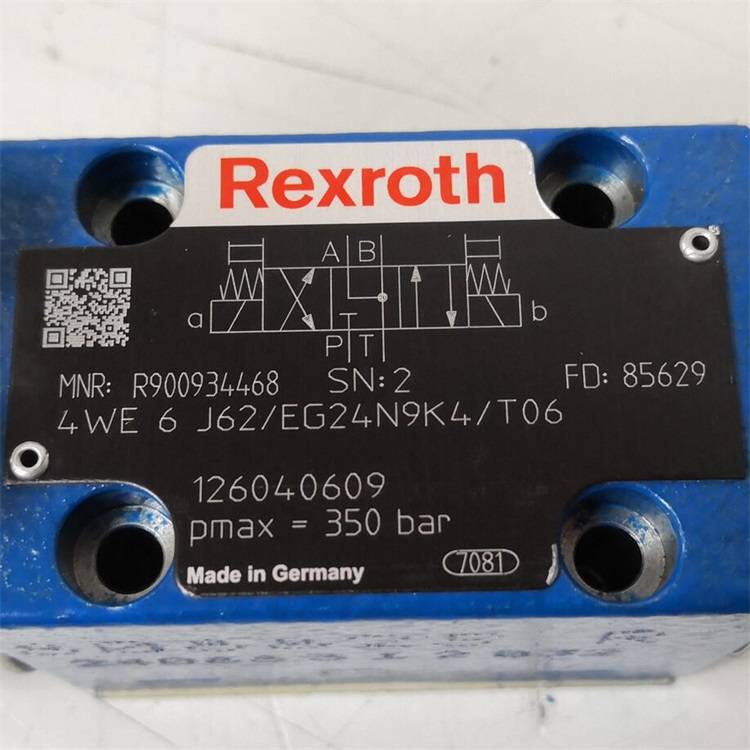 Rexroth
A B
a b
P T
MNR: R900934468 SN: 2 FD: 85629
4WE 6 J62/EG24N9K4/T06
126040609
pmax = 350 bar
Made in Germany 7081